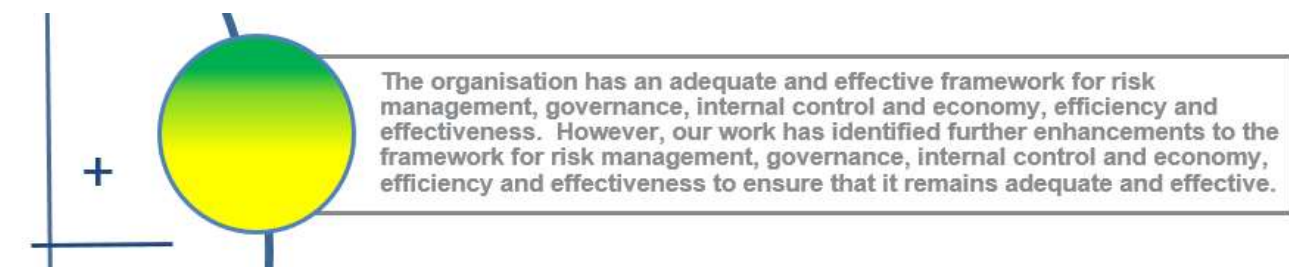 The organisation has an adequate and effective framework for risk
management, governance, internal control and economy, efficiency and
effectiveness.  However, our work has identified further enhancements to the
framework for risk management, governance, internal control and economy,
efficiency and effectiveness to ensure that it remains adequate and effective.
+